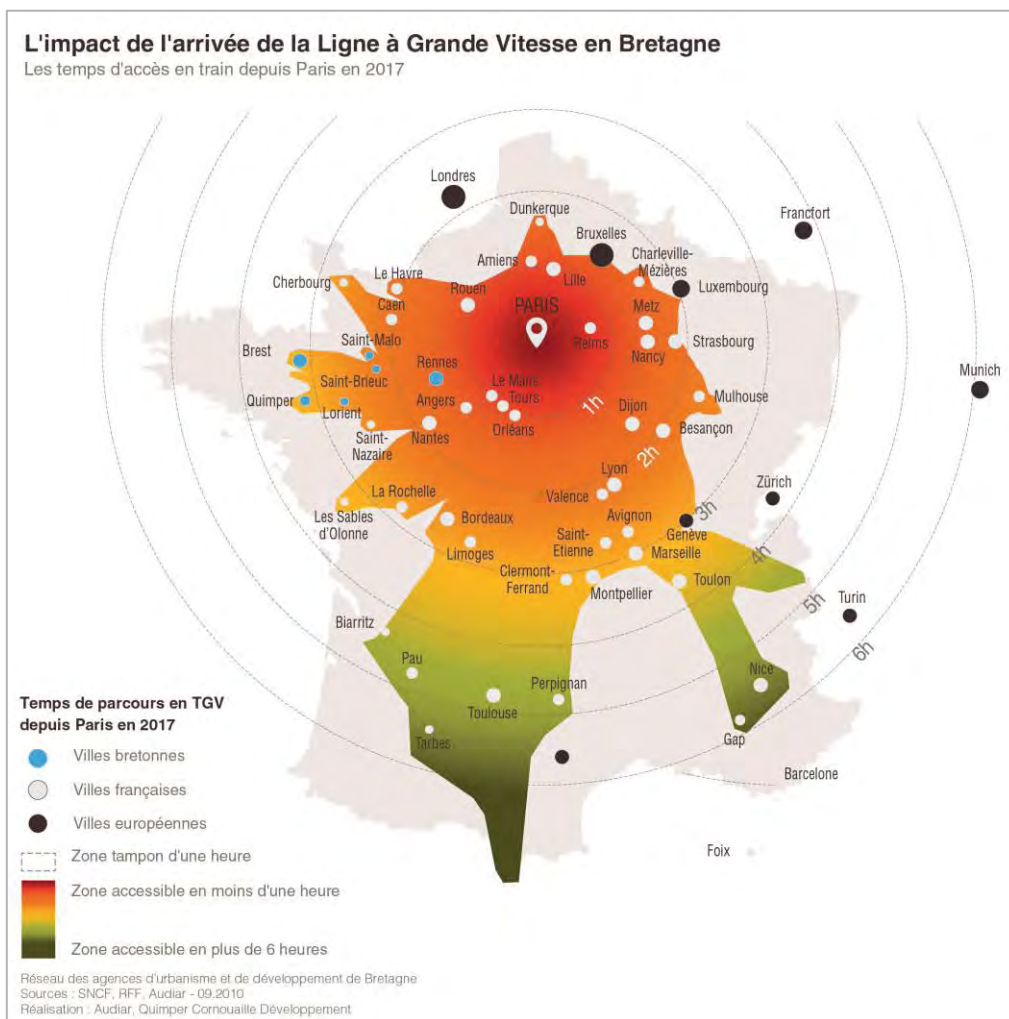 L'impact de l'arrivée de la Ligne à Grande Vitesse en Bretagne
Les temps d'accès en train depuis Paris en 2017
Londres
Dunkerque
Francfort
Bruxelles
Charleville-
Mézières
Amiens
Lille
Luxembourg
Cherbourg
Le Havre
Rouen
Caen
PARIS
Metz
Reims
Nancy
Strasbourg
Saint-Malo
Brest
Rennes
Saint-Brieuc
Munich
Le Mans
Tours
Angers
Orléans
1h
Mulhouse
Quimper
Lorient
Dijon
Besançon
Saint-
Nazaire
Nantes
2h
Lyon
Valence
Zürich
La Rochelle
Les Sables
d'Olonne
Bordeaux
Avignon
3h
Limoges
Saint-
Etienne
Genève
Marseille
4h
Clermont-
Ferrand
Montpellier
Toulon
5h
Turin
6h
Biarritz
Pau
Nice
Perpignan
Toulouse
Tarbes
Gap
Barcelone
Foix
Temps de parcours en TGV
depuis Paris en 2017
Villes bretonnes
Villes françaises
Villes européennes
Zone tampon d'une heure
Zone accessible en moins d'une heure
Zone accessible en plus de 6 heures
Réseau des agences d'urbanisme et de développement de Bretagne
Sources : SNCF, RFF, Audiar - 09.2010
Réalisation : Audiar, Quimper Cornouaille Développement